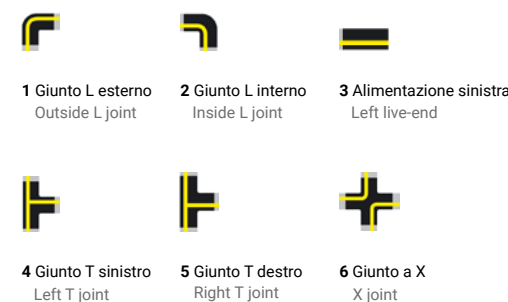 1 Giunto L esterno
Outside L joint
2 Giunto L interno
Inside L joint
3 Alimentazione sinistra
Left live-end
4 Giunto T sinistro
Left T joint
5 Giunto T destro
Right T joint
6 Giunto a X
X joint